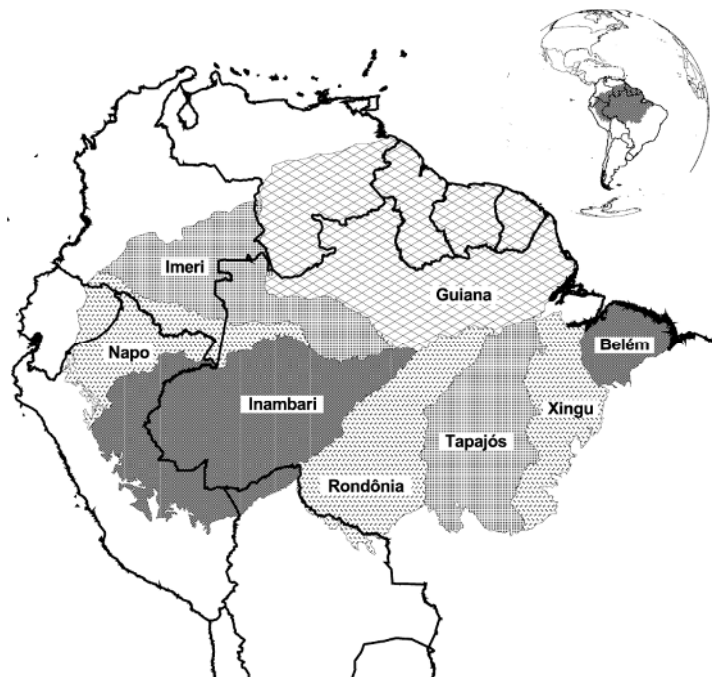 Imeri
Guiana
Napo
Belém
Inambari
Xingu
Tapajós
Rondônia